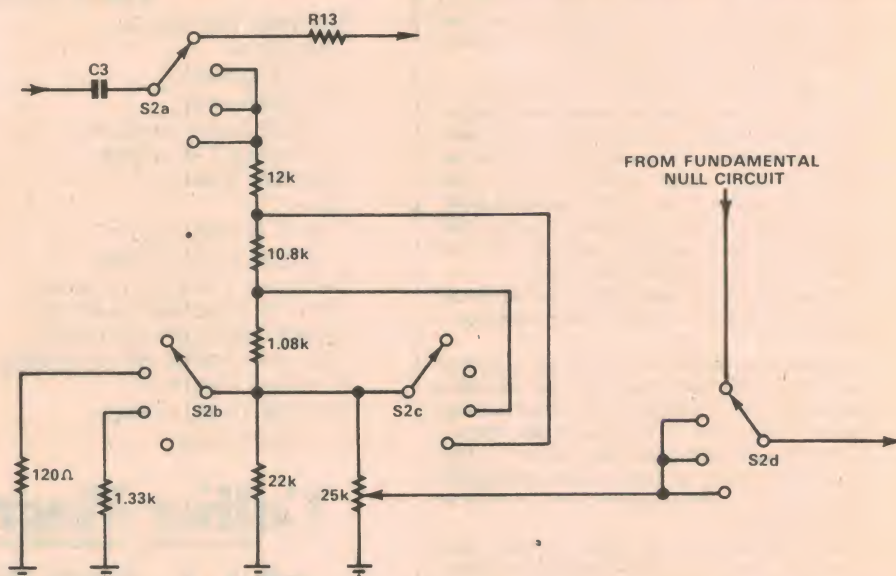 R13
C3
S2a
12k
FROM FUNDAMENTAL
NULL CIRCUIT
10.8k
1.08k
S2b
S2c
S2d
120Ω
1.33k
22k
25k